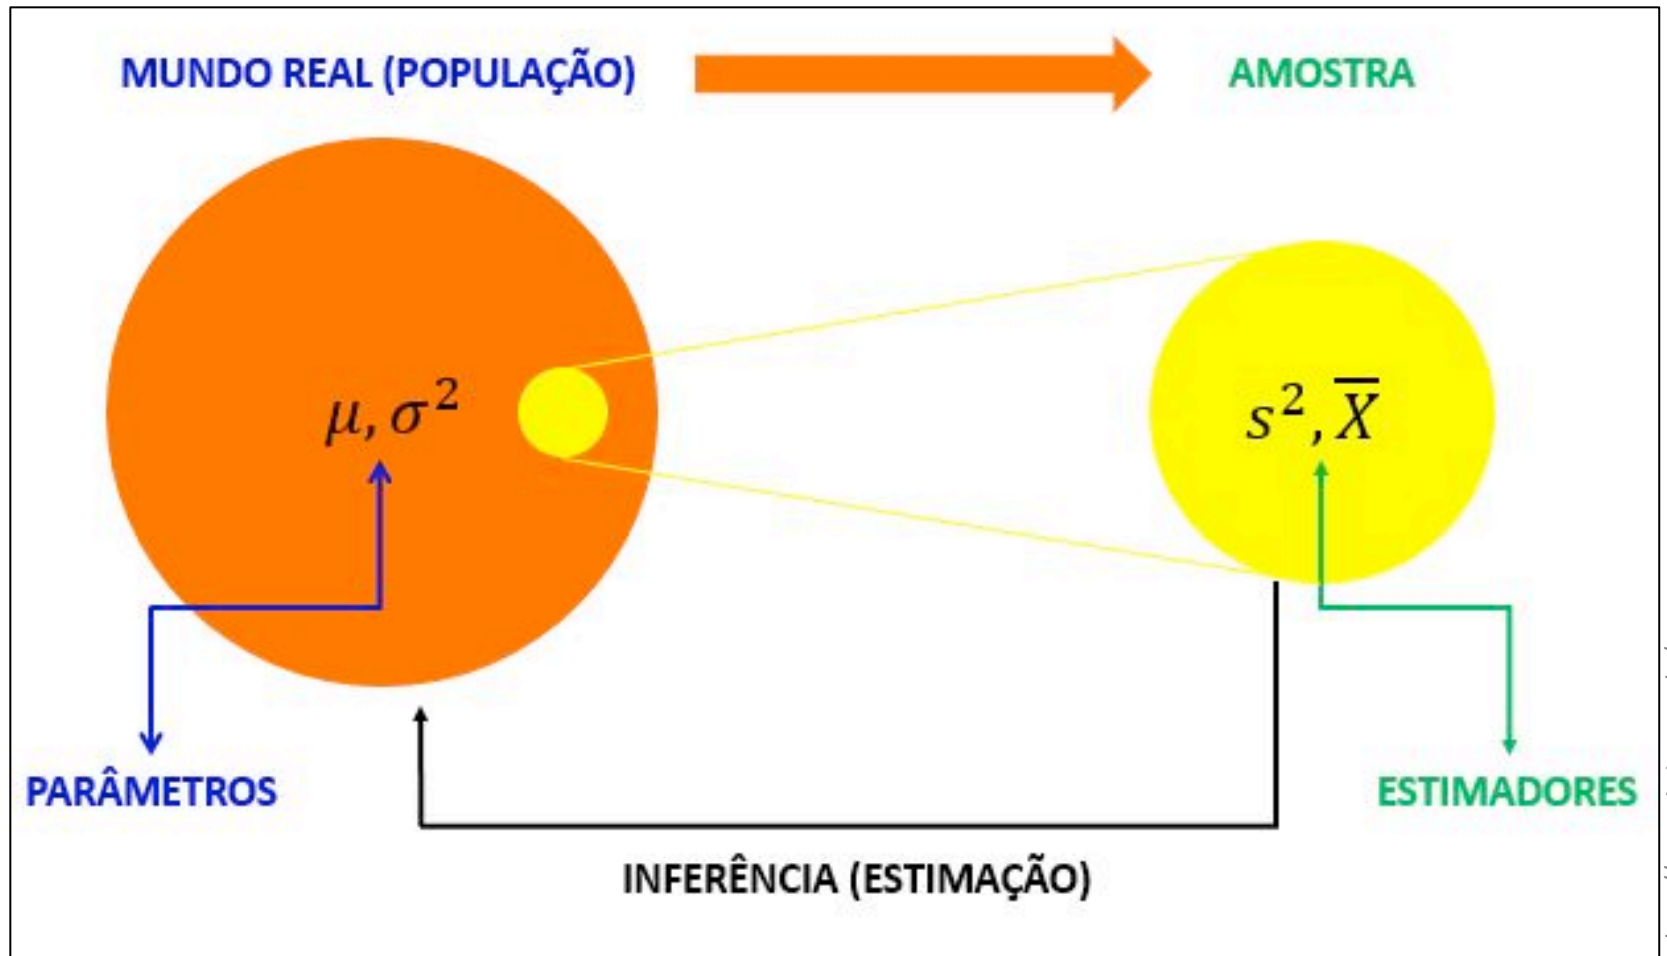 MUNDO REAL (POPULAÇÃO)
AMOSTRA
μ, σ²
s², X̅
PARÂMETROS
ESTIMADORES
INFERÊNCIA (ESTIMAÇÃO)